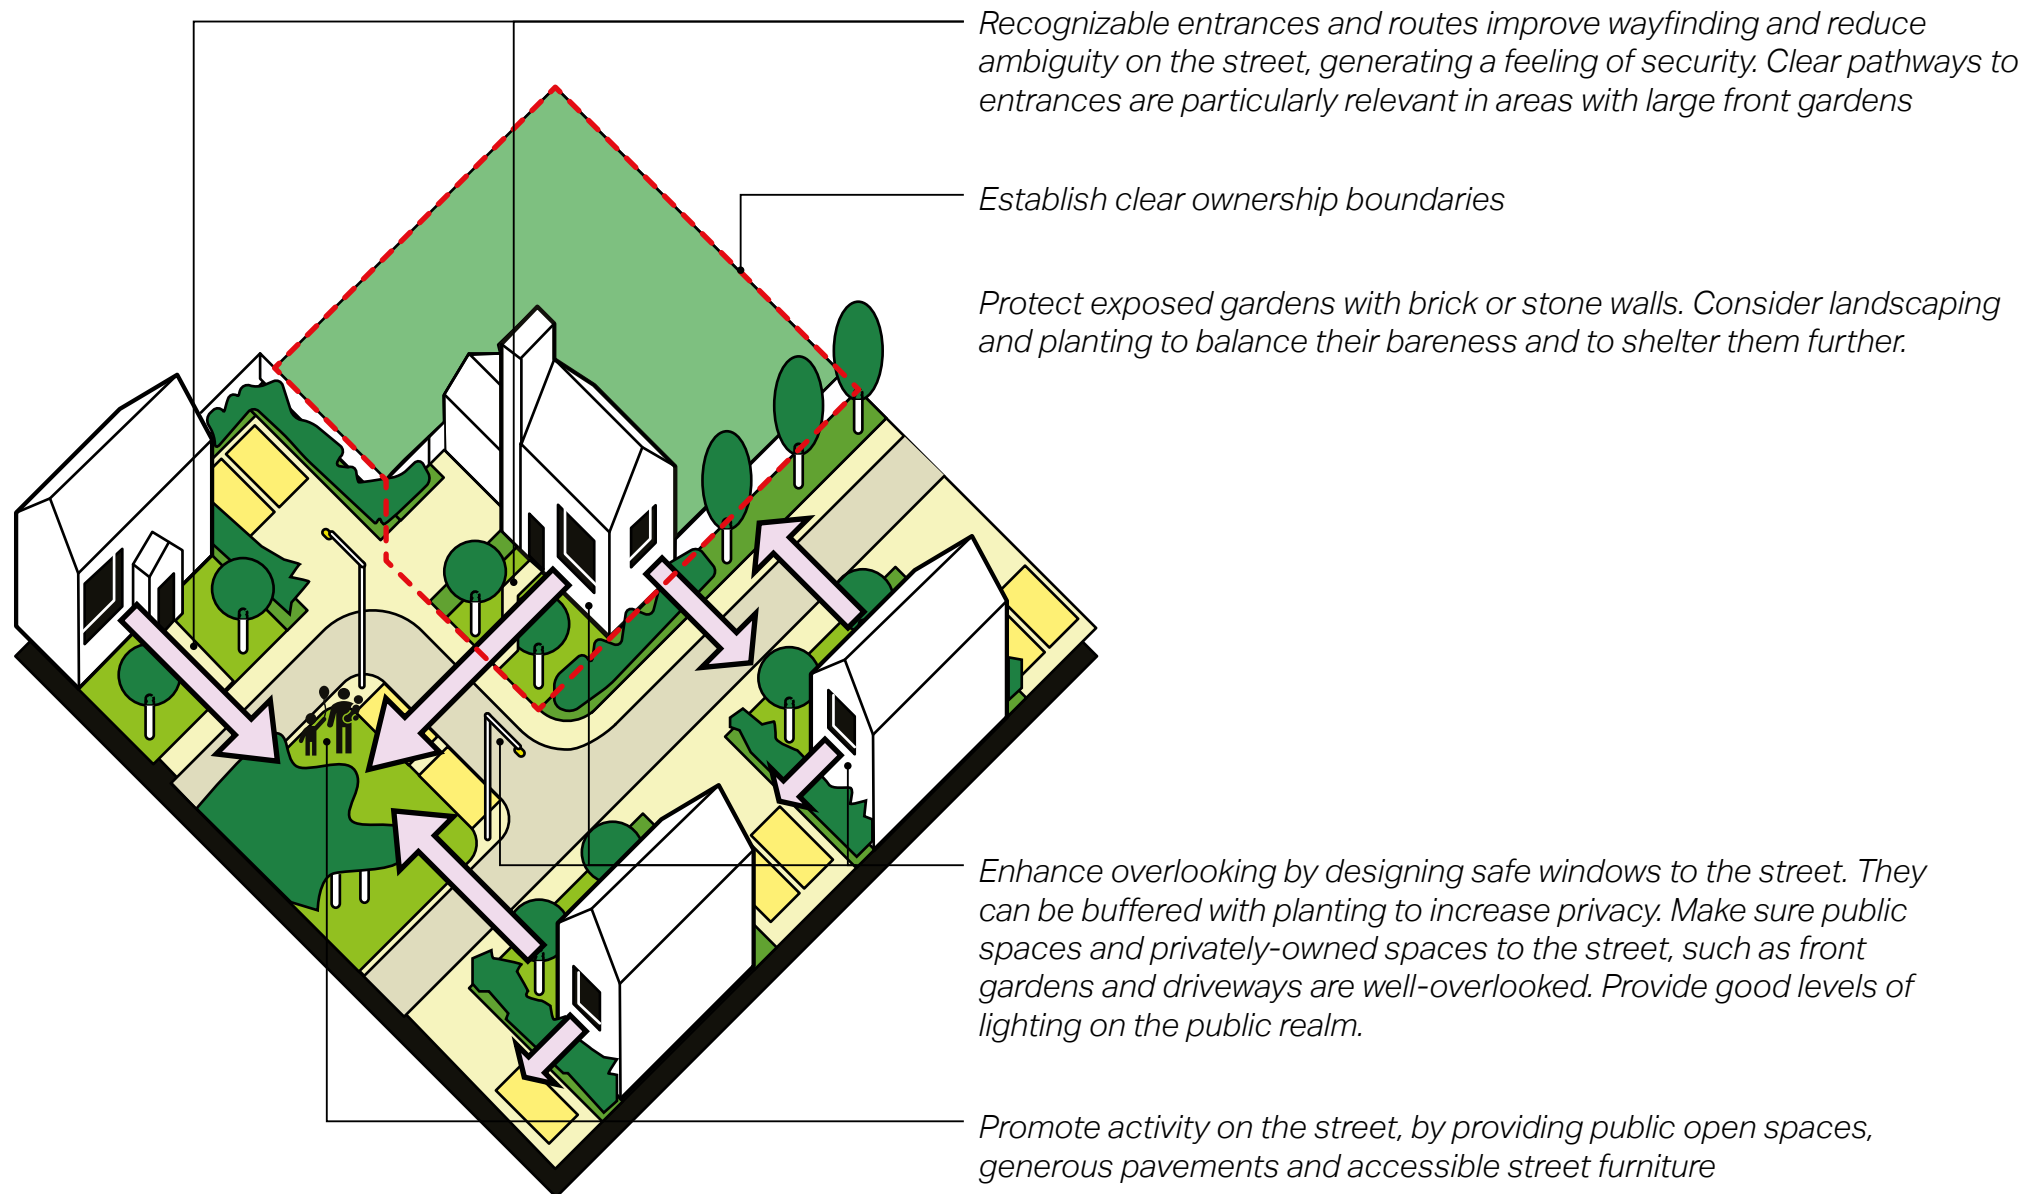 Recognizable entrances and routes improve wayfinding and reduce
ambiguity on the street, generating a feeling of security. Clear pathways to
entrances are particularly relevant in areas with large front gardens
Establish clear ownership boundaries
Protect exposed gardens with brick or stone walls. Consider landscaping
and planting to balance their bareness and to shelter them further.
Enhance overlooking by designing safe windows to the street. They
can be buffered with planting to increase privacy. Make sure public
spaces and privately-owned spaces to the street, such as front
gardens and driveways are well-overlooked. Provide good levels of
lighting on the public realm.
Promote activity on the street, by providing public open spaces,
generous pavements and accessible street furniture